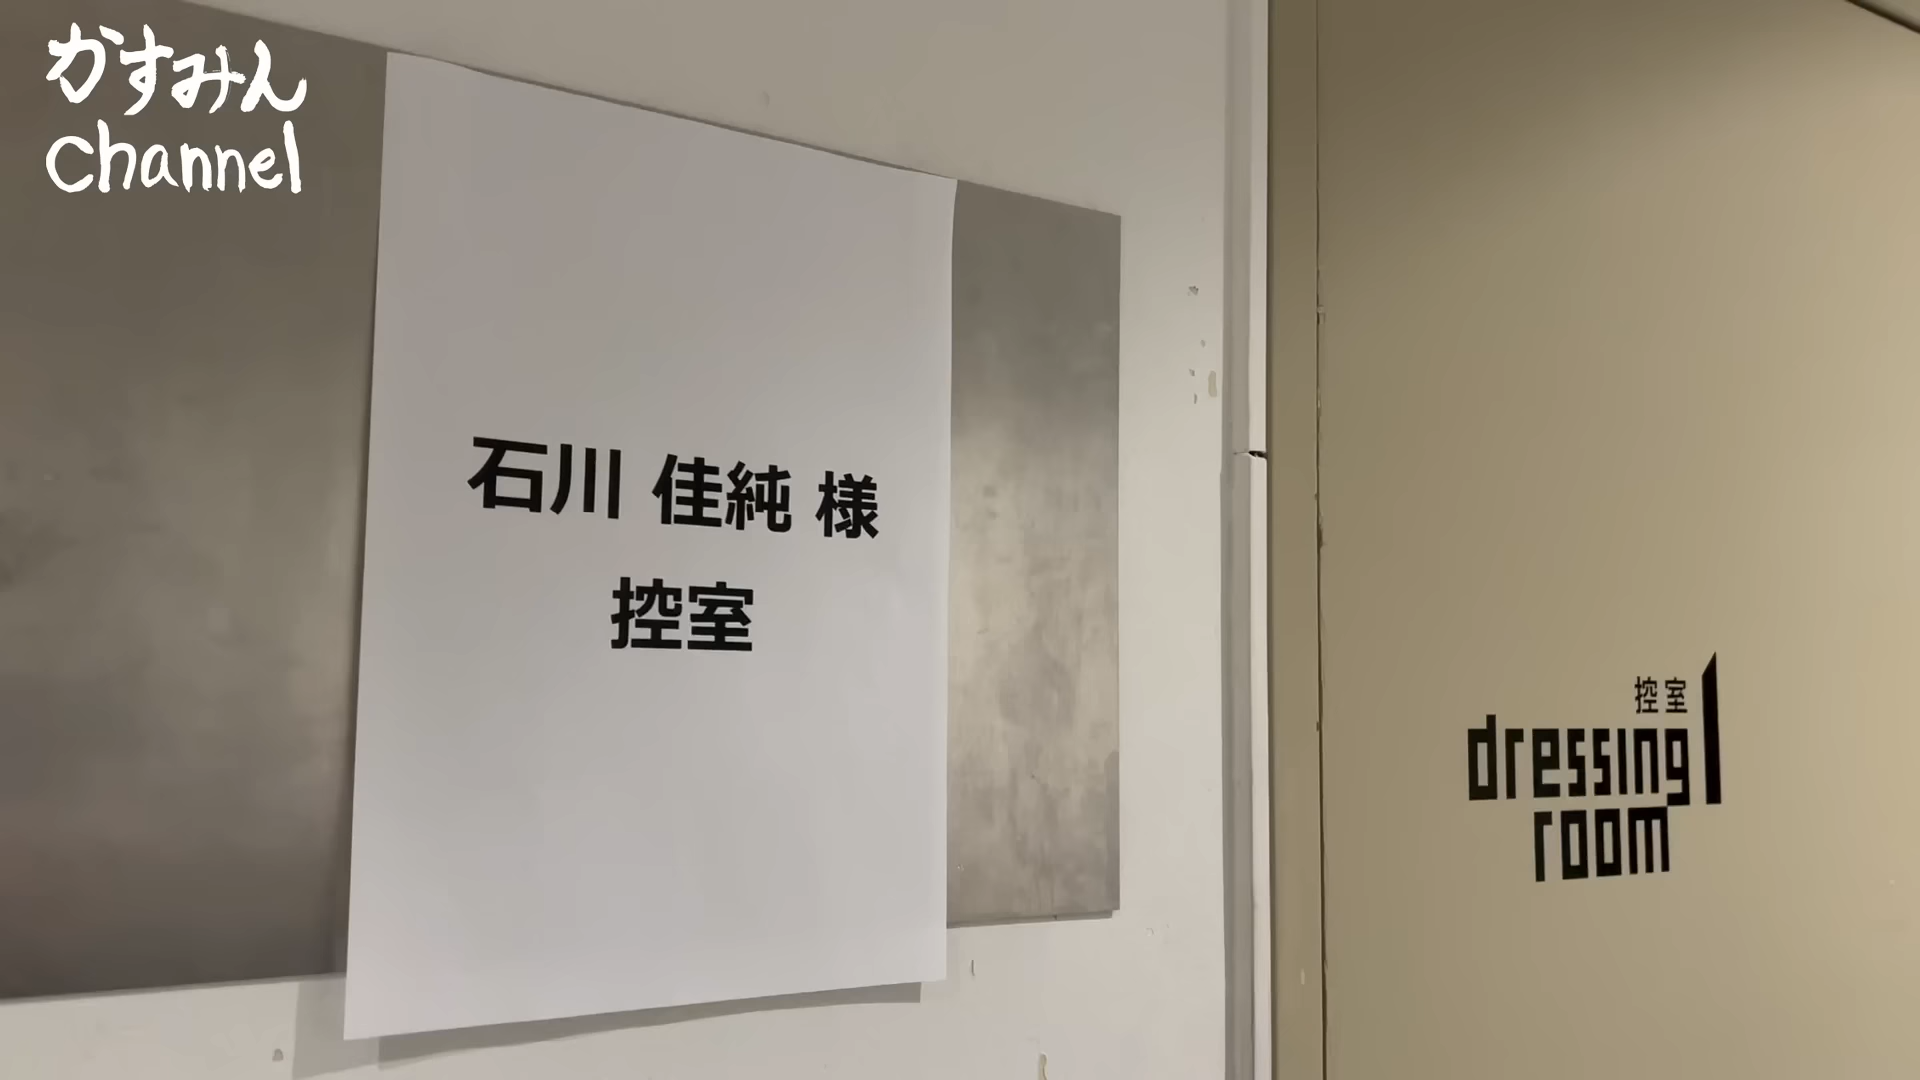 かすみん
channel
石川 佳純 様
控室
控室
dressing 1
room